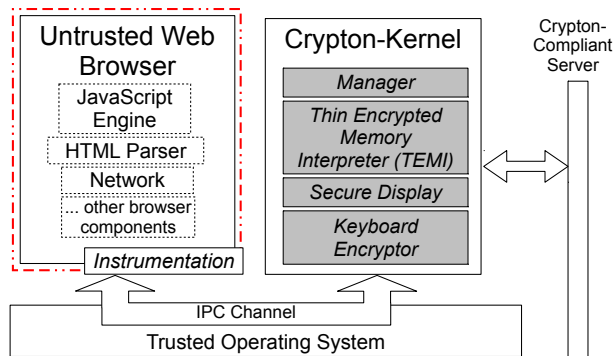 Untrusted Web
Browser
JavaScript
Engine
HTML Parser
Network
... other browser
components
Instrumentation
Crypton-Kernel
Manager
Thin Encrypted
Memory
Interpreter (TEMI)
Secure Display
Keyboard
Encryptor
Crypton-
Compliant
Server
IPC Channel
Trusted Operating System